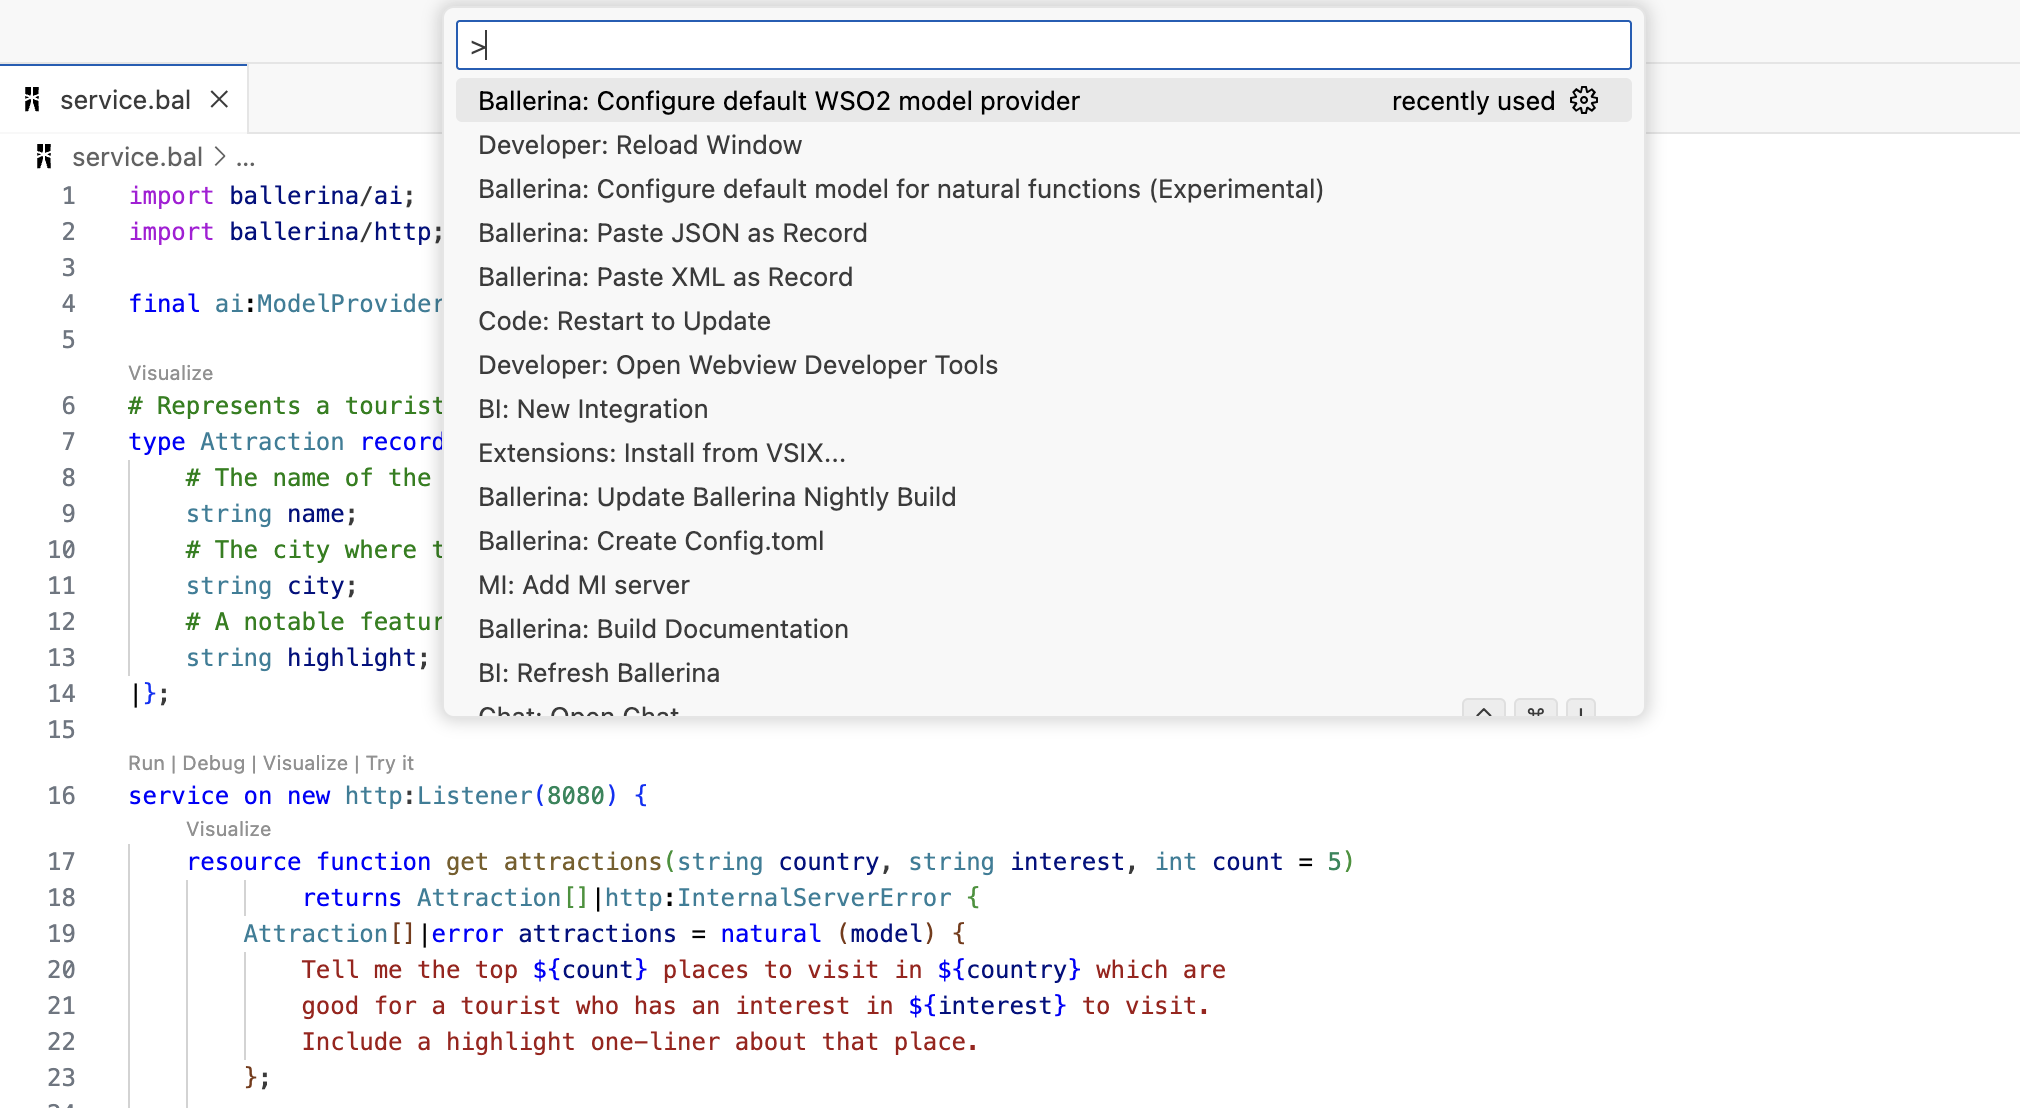 >
Ballerina: Configure default WSO2 model provider recently used
Developer: Reload Window
Ballerina: Configure default model for natural functions (Experimental)
Ballerina: Paste JSON as Record
Ballerina: Paste XML as Record
Code: Restart to Update
Developer: Open Webview Developer Tools
BI: New Integration
Extensions: Install from VSIX...
Ballerina: Update Ballerina Nightly Build
Ballerina: Create Config.toml
MI: Add MI server
Ballerina: Build Documentation
BI: Refresh Ballerina
Chat: Open Chat
service.bal
service.bal > ...
1 import ballerina/ai;
2 import ballerina/http;
3
4 final ai:ModelProvider
5
Visualize
6 # Represents a tourist
7 type Attraction record
8 # The name of the
9 string name;
10 # The city where t
11 string city;
12 # A notable featur
13 string highlight;
14 |};
15
Run | Debug | Visualize | Try it
16 service on new http:Listener(8080) {
Visualize
17 resource function get attractions(string country, string interest, int count = 5)
18 returns Attraction[]|http:InternalServerError {
19 Attraction[]|error attractions = natural (model) {
20 Tell me the top ${count} places to visit in ${country} which are
21 good for a tourist who has an interest in ${interest} to visit.
22 Include a highlight one-liner about that place.
23 };